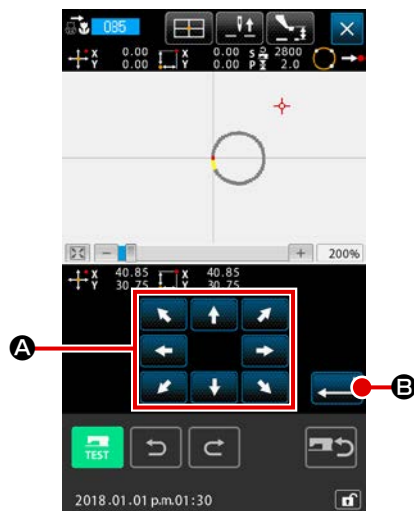 085
X 0.00 X 0.00 S 2800
Y 0.00 Y 0.00 P 2.0
− + 200%
X 40.85 X 40.85
Y 30.75 Y 30.75
A
B
TEST
2018.01.01 p.m.01:30